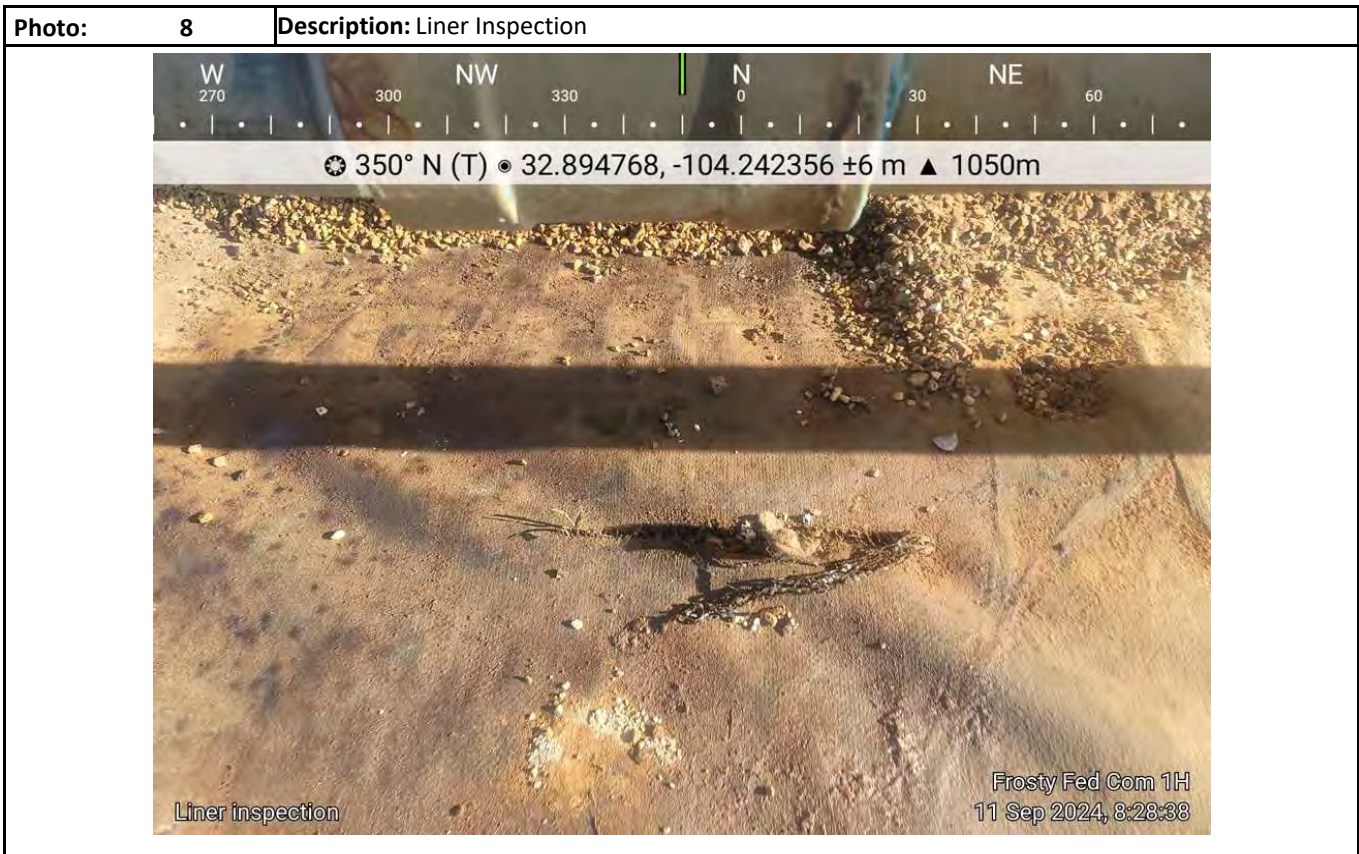 Photo: 8 Description: Liner Inspection
W NW N NE
270 300 330 0 30 60
350° N (T) 32.894768, -104.242356 ±6 m ▲ 1050m
Frosty Fed Com 1H
Liner inspection 11 Sep 2024, 8:28:38